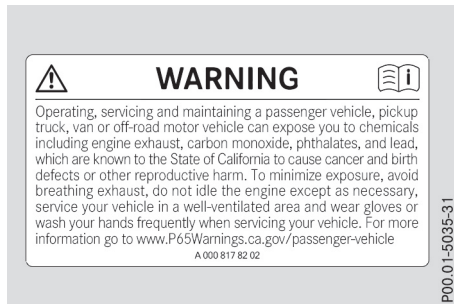 WARNING
Operating, servicing and maintaining a passenger vehicle, pickup
truck, van or off-road motor vehicle can expose you to chemicals
including engine exhaust, carbon monoxide, phthalates, and lead,
which are known to the State of California to cause cancer and birth
defects or other reproductive harm. To minimize exposure, avoid
breathing exhaust, do not idle the engine except as necessary,
service your vehicle in a well-ventilated area and wear gloves or
wash your hands frequently when servicing your vehicle. For more
information go to www.P65Warnings.ca.gov/passenger-vehicle
A 000 817 82 02
P00.01-5035-31